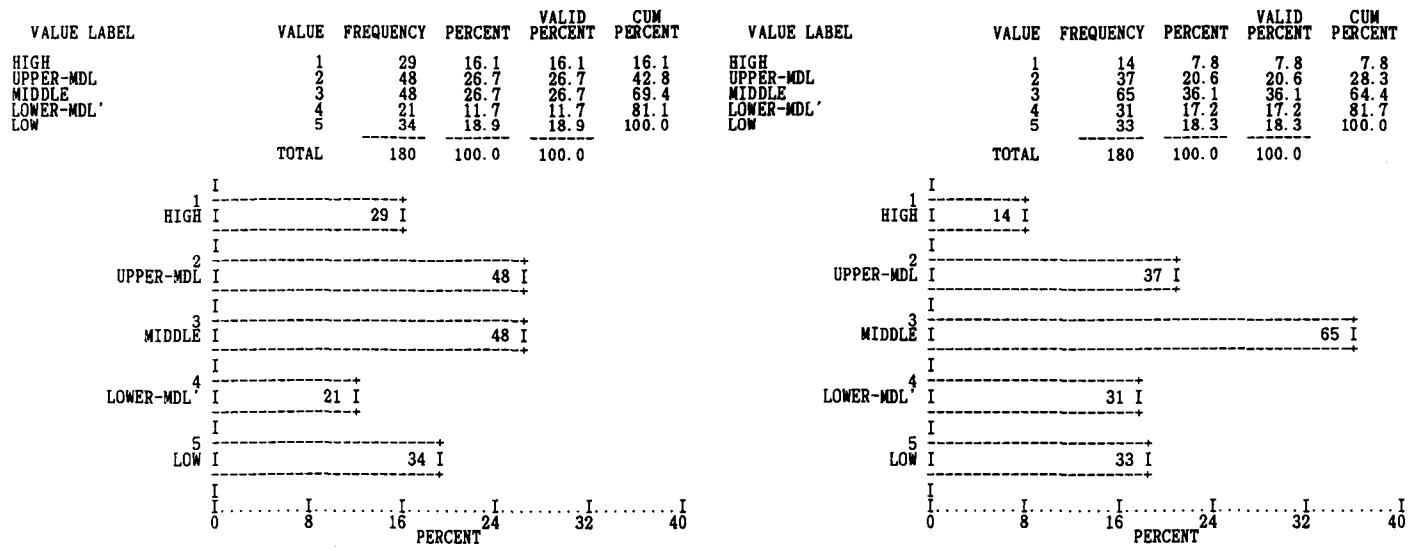 VALUE LABEL VALUE FREQUENCY PERCENT VALID PERCENT CUM PERCENT
HIGH 1 29 16.1 16.1 16.1
UPPER-MDL 2 48 26.7 26.7 42.8
MIDDLE 3 48 26.7 26.7 69.4
LOWER-MDL' 4 21 11.7 11.7 81.1
LOW 5 34 18.9 18.9 100.0
TOTAL 180 100.0 100.0
1
HIGH 29
2
UPPER-MDL 48
3
MIDDLE 48
4
LOWER-MDL' 21
5
LOW 34
0 8 16 24 32 40
PERCENT
VALUE LABEL VALUE FREQUENCY PERCENT VALID PERCENT CUM PERCENT
HIGH 1 14 7.8 7.8 7.8
UPPER-MDL 2 37 20.6 20.6 28.3
MIDDLE 3 65 36.1 36.1 64.4
LOWER-MDL' 4 31 17.2 17.2 81.7
LOW 5 33 18.3 18.3 100.0
TOTAL 180 100.0 100.0
1
HIGH 14
2
UPPER-MDL 37
3
MIDDLE 65
4
LOWER-MDL' 31
5
LOW 33
0 8 16 24 32 40
PERCENT